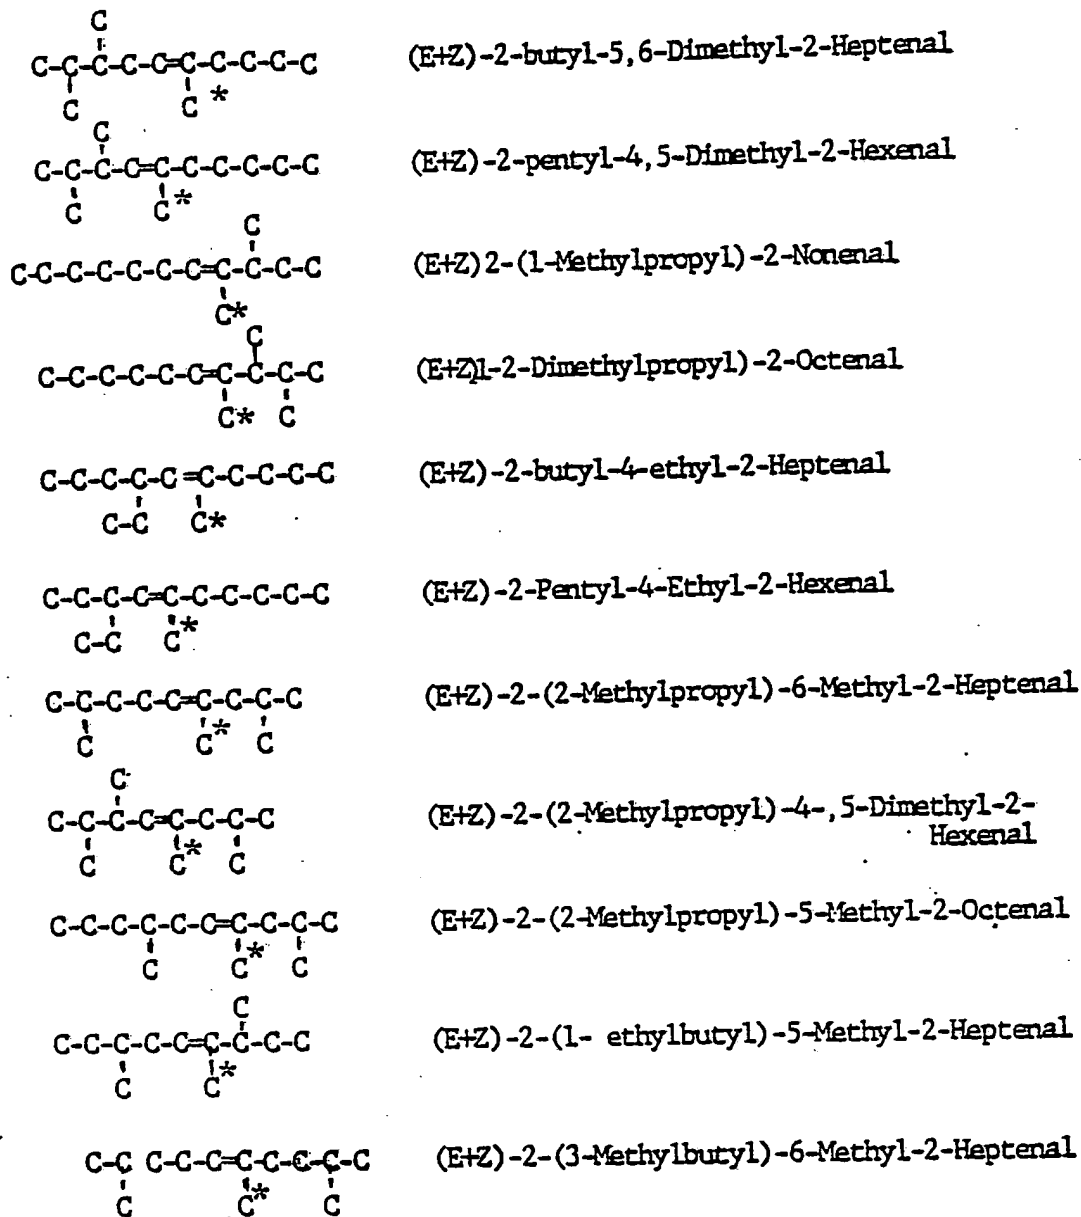 C
C-C-C-C-C=C-C-C-C-C (E+Z)-2-butyl-5,6-Dimethyl-2-Heptenal
C C *
C
C-C-C-C=C-C-C-C-C-C (E+Z)-2-pentyl-4,5-Dimethyl-2-Hexenal
C C*
C
C-C-C-C-C-C-C=C-C-C-C (E+Z)2-(1-Methylpropyl)-2-Nonenal
C*
C
C-C-C-C-C-C=C-C-C-C (E+Z)1-2-Dimethylpropyl)-2-Octenal
C* C
C-C-C-C-C=C-C-C-C-C (E+Z)-2-butyl-4-ethyl-2-Heptenal
C-C C*
C-C-C-C=C-C-C-C-C-C (E+Z)-2-Pentyl-4-Ethyl-2-Hexenal
C-C C*
C-C-C-C-C=C-C-C-C (E+Z)-2-(2-Methylpropyl)-6-Methyl-2-Heptenal
C C* C
C
C-C-C-C=C-C-C-C (E+Z)-2-(2-Methylpropyl)-4-,5-Dimethyl-2-
Hexenal
C C* C
C-C-C-C-C-C=C-C-C-C (E+Z)-2-(2-Methylpropyl)-5-Methyl-2-Octenal
C C* C
C
C-C-C-C-C=C-C-C-C (E+Z)-2-(1- ethylbutyl)-5-Methyl-2-Heptenal
C C*
C-C C-C-C=C-C-C-C-C (E+Z)-2-(3-Methylbutyl)-6-Methyl-2-Heptenal
C C* C